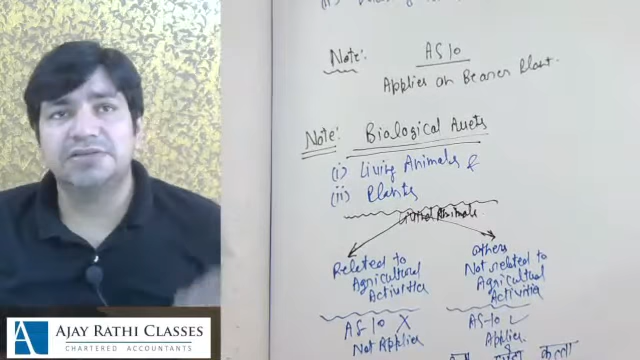 Note:
AS 10
Applies on Bearer Plant.
Note: Biological Assets
(i) Living Animals &
(ii) Plants
Animals
Related to Agricultural Activities
Others Not related to Agricultural Activities
AS-10 X
Not Applies
AS-10 ✓
Applies.
A
AJAY RATHI CLASSES
CHARTERED ACCOUNTANTS